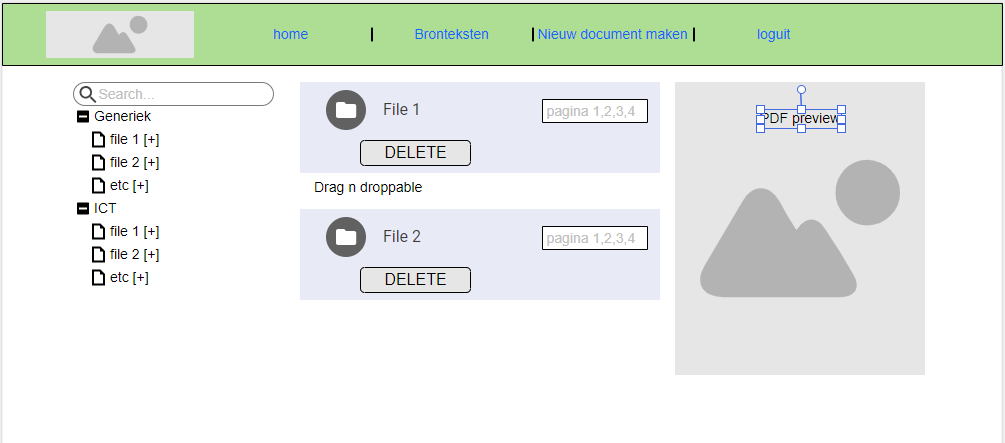 home | Bronteksten | Nieuw document maken | loguit
Search...
Generiek
file 1 [+]
file 2 [+]
etc [+]
ICT
file 1 [+]
file 2 [+]
etc [+]
File 1
pagina 1,2,3,4
DELETE
Drag n droppable
File 2
pagina 1,2,3,4
DELETE
PDF preview